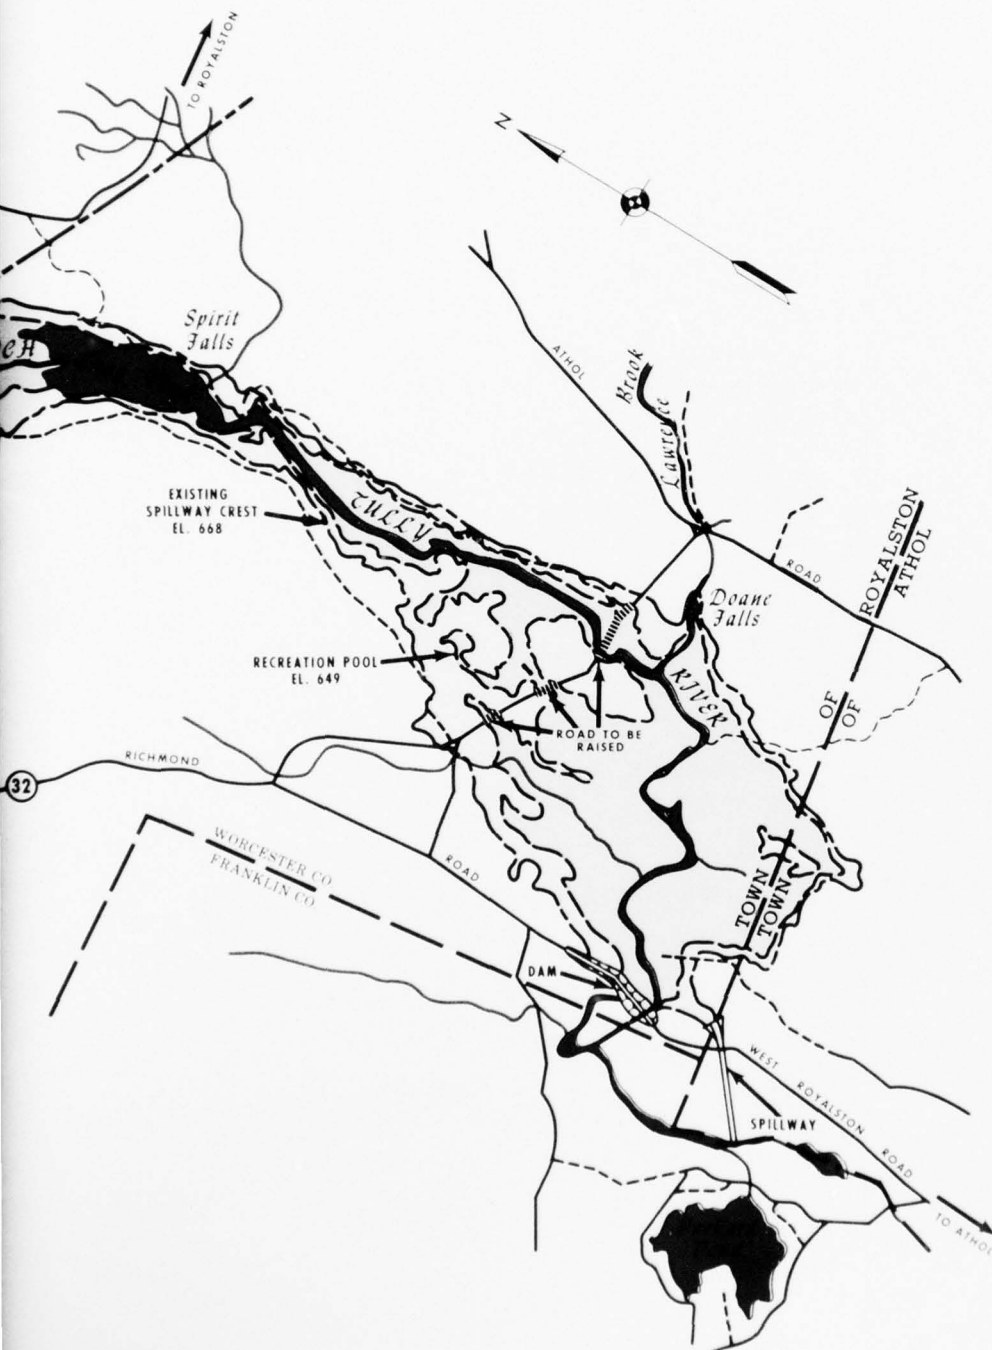 TO ROYALSTON
N
Spirit
Falls
ATHOL
Brook
Lawrence
EXISTING
SPILLWAY CREST
EL. 668
TULLY
ROAD
ROYALSTON
ATHOL
Doane
Falls
RECREATION POOL
EL. 649
RIVER
OF
OF
ROAD TO BE
RAISED
RICHMOND
32
WORCESTER CO.
FRANKLIN CO.
ROAD
TOWN
TOWN
DAM
WEST ROYALSTON ROAD
SPILLWAY
TO ATHOL